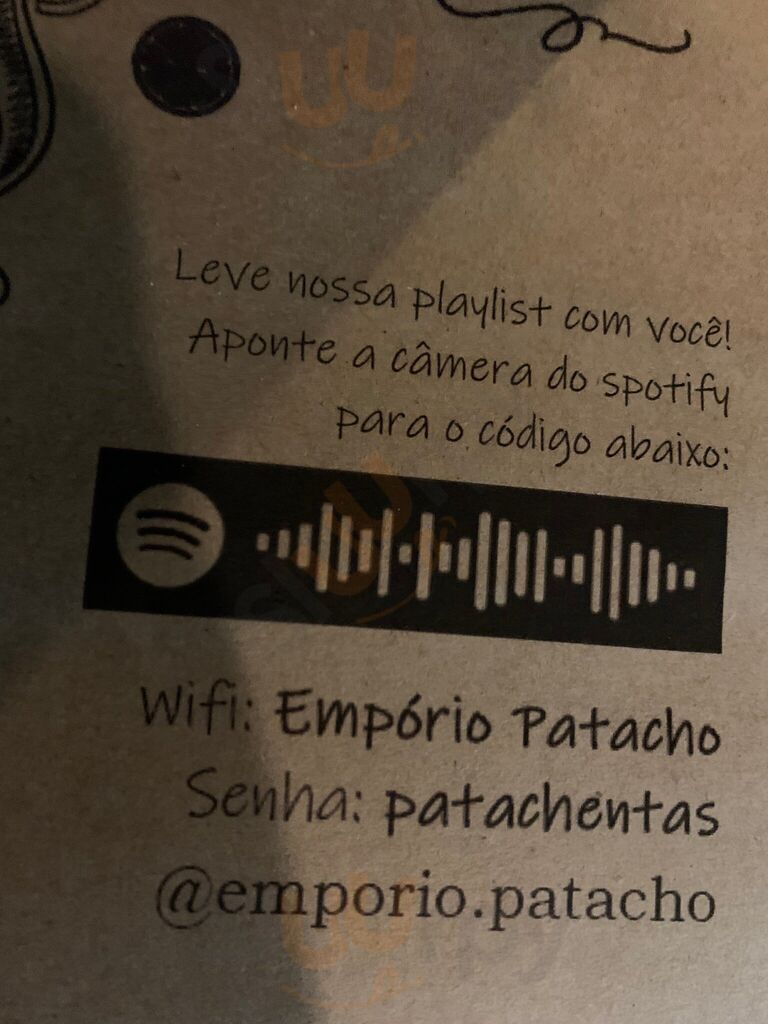 Leve nossa playlist com você!
Aponte a câmera do spotify
para o código abaixo:
Wifi: Empório Patacho
Senha: patachentas
@emporio.patacho